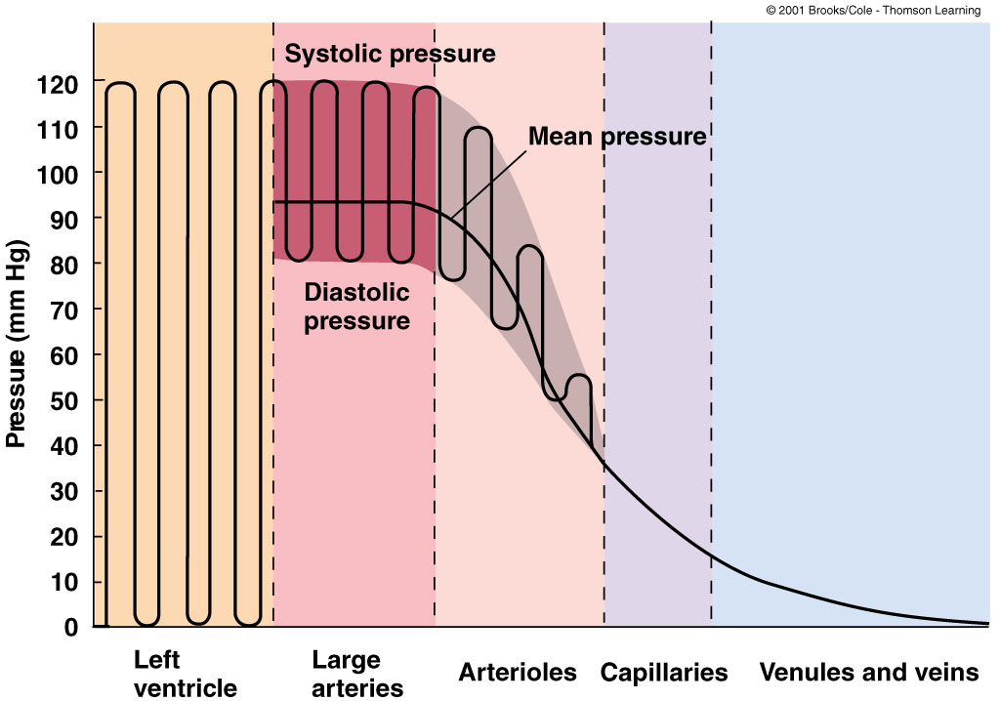 © 2001 Brooks/Cole - Thomson Learning
Systolic pressure
Mean pressure
Diastolic
pressure
Pressure (mm Hg)
120
110
100
90
80
70
60
50
40
30
20
10
0
Left
ventricle
Large
arteries
Arterioles
Capillaries
Venules and veins